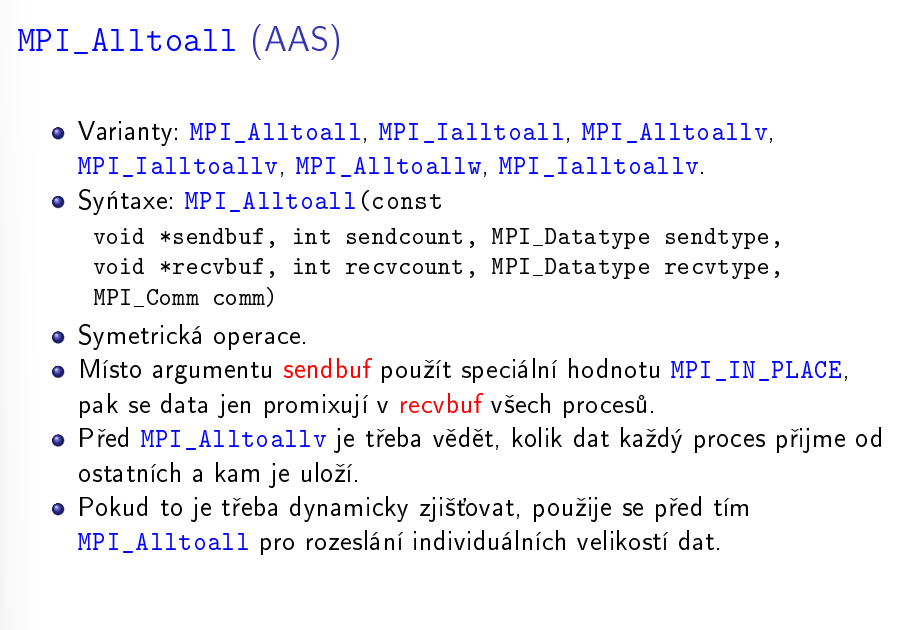 MPI_Alltoall (AAS)
Varianty: MPI_Alltoall, MPI_Ialltoall, MPI_Alltoallv,
MPI_Ialltoallv, MPI_Alltoallw, MPI_Ialltoallv.
Syńtaxe: MPI_Alltoall(const
void *sendbuf, int sendcount, MPI_Datatype sendtype,
void *recvbuf, int recvcount, MPI_Datatype recvtype,
MPI_Comm comm)
Symetrická operace.
Místo argumentu sendbuf použít speciální hodnotu MPI_IN_PLACE,
pak se data jen promixují v recvbuf všech procesů.
Před MPI_Alltoallv je třeba vědět, kolik dat každý proces přijme od
ostatních a kam je uloží.
Pokud to je třeba dynamicky zjišťovat, použije se před tím
MPI_Alltoall pro rozeslání individuálních velikostí dat.